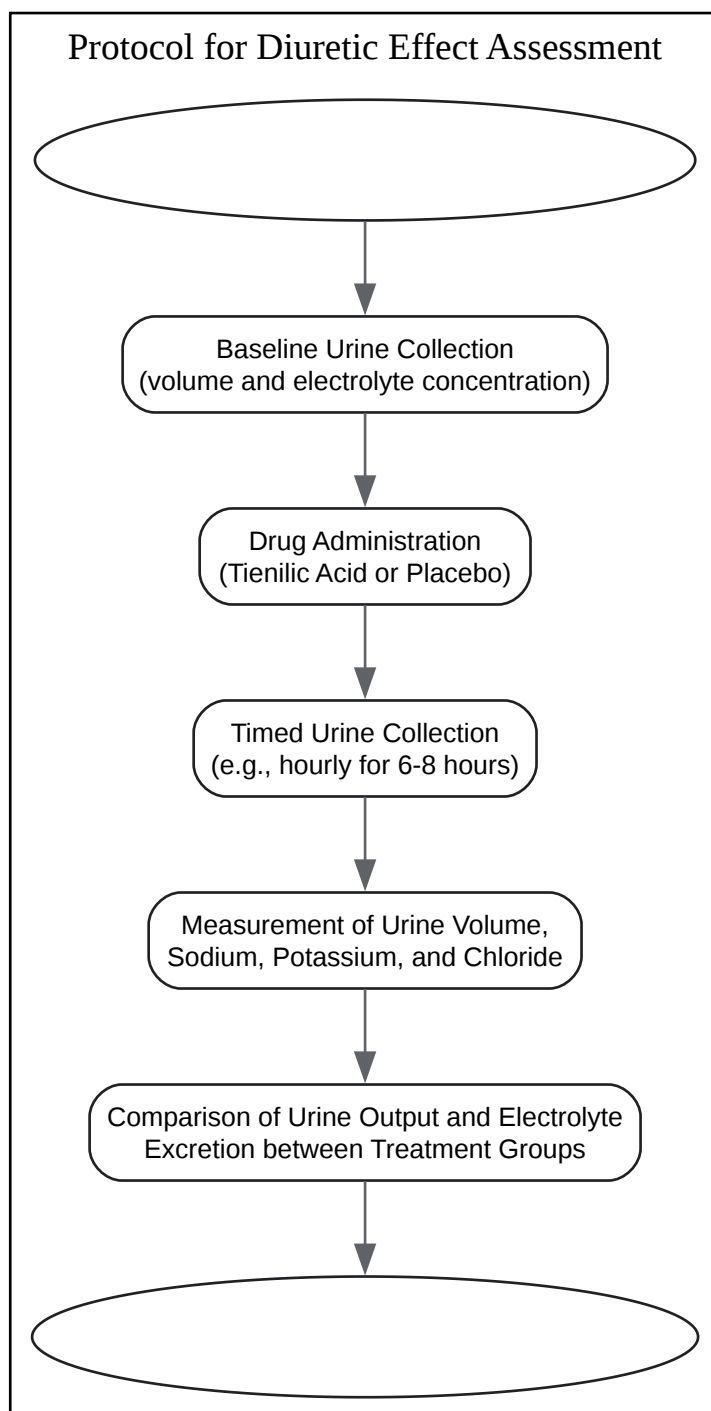 Protocol for Diuretic Effect Assessment
Baseline Urine Collection
(volume and electrolyte concentration)
Drug Administration
(Tienilic Acid or Placebo)
Timed Urine Collection
(e.g., hourly for 6-8 hours)
Measurement of Urine Volume,
Sodium, Potassium, and Chloride
Comparison of Urine Output and Electrolyte
Excretion between Treatment Groups